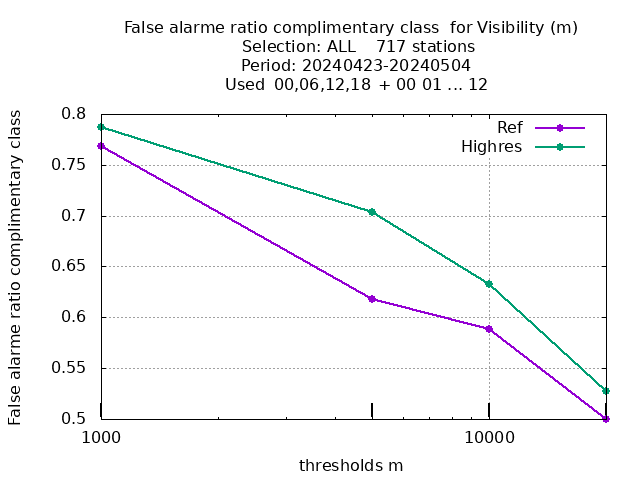 False alarme ratio complimentary class  for Visibility (m)
Selection: ALL    717 stations
Period: 20240423-20240504
Used  00,06,12,18 + 00 01 ... 12
False alarme ratio complimentary class
0.8
0.75
0.7
0.65
0.6
0.55
0.5
Ref
Highres
1000
10000
thresholds m